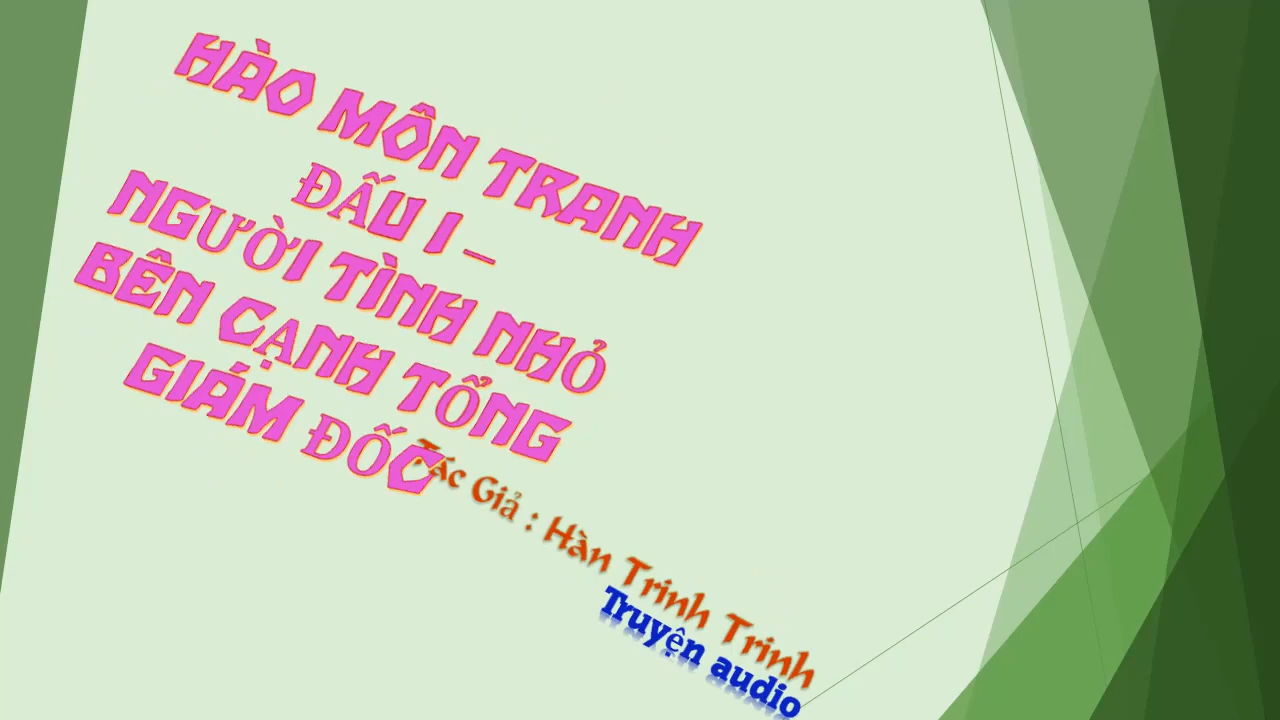 HÀO MÔN TRANH
ĐẤU I –
NGƯỜI TÌNH NHỎ
BÊN CẠNH TỔNG
GIÁM ĐỐC
Tác Giả : Hàn Trinh Trinh
Truyện audio